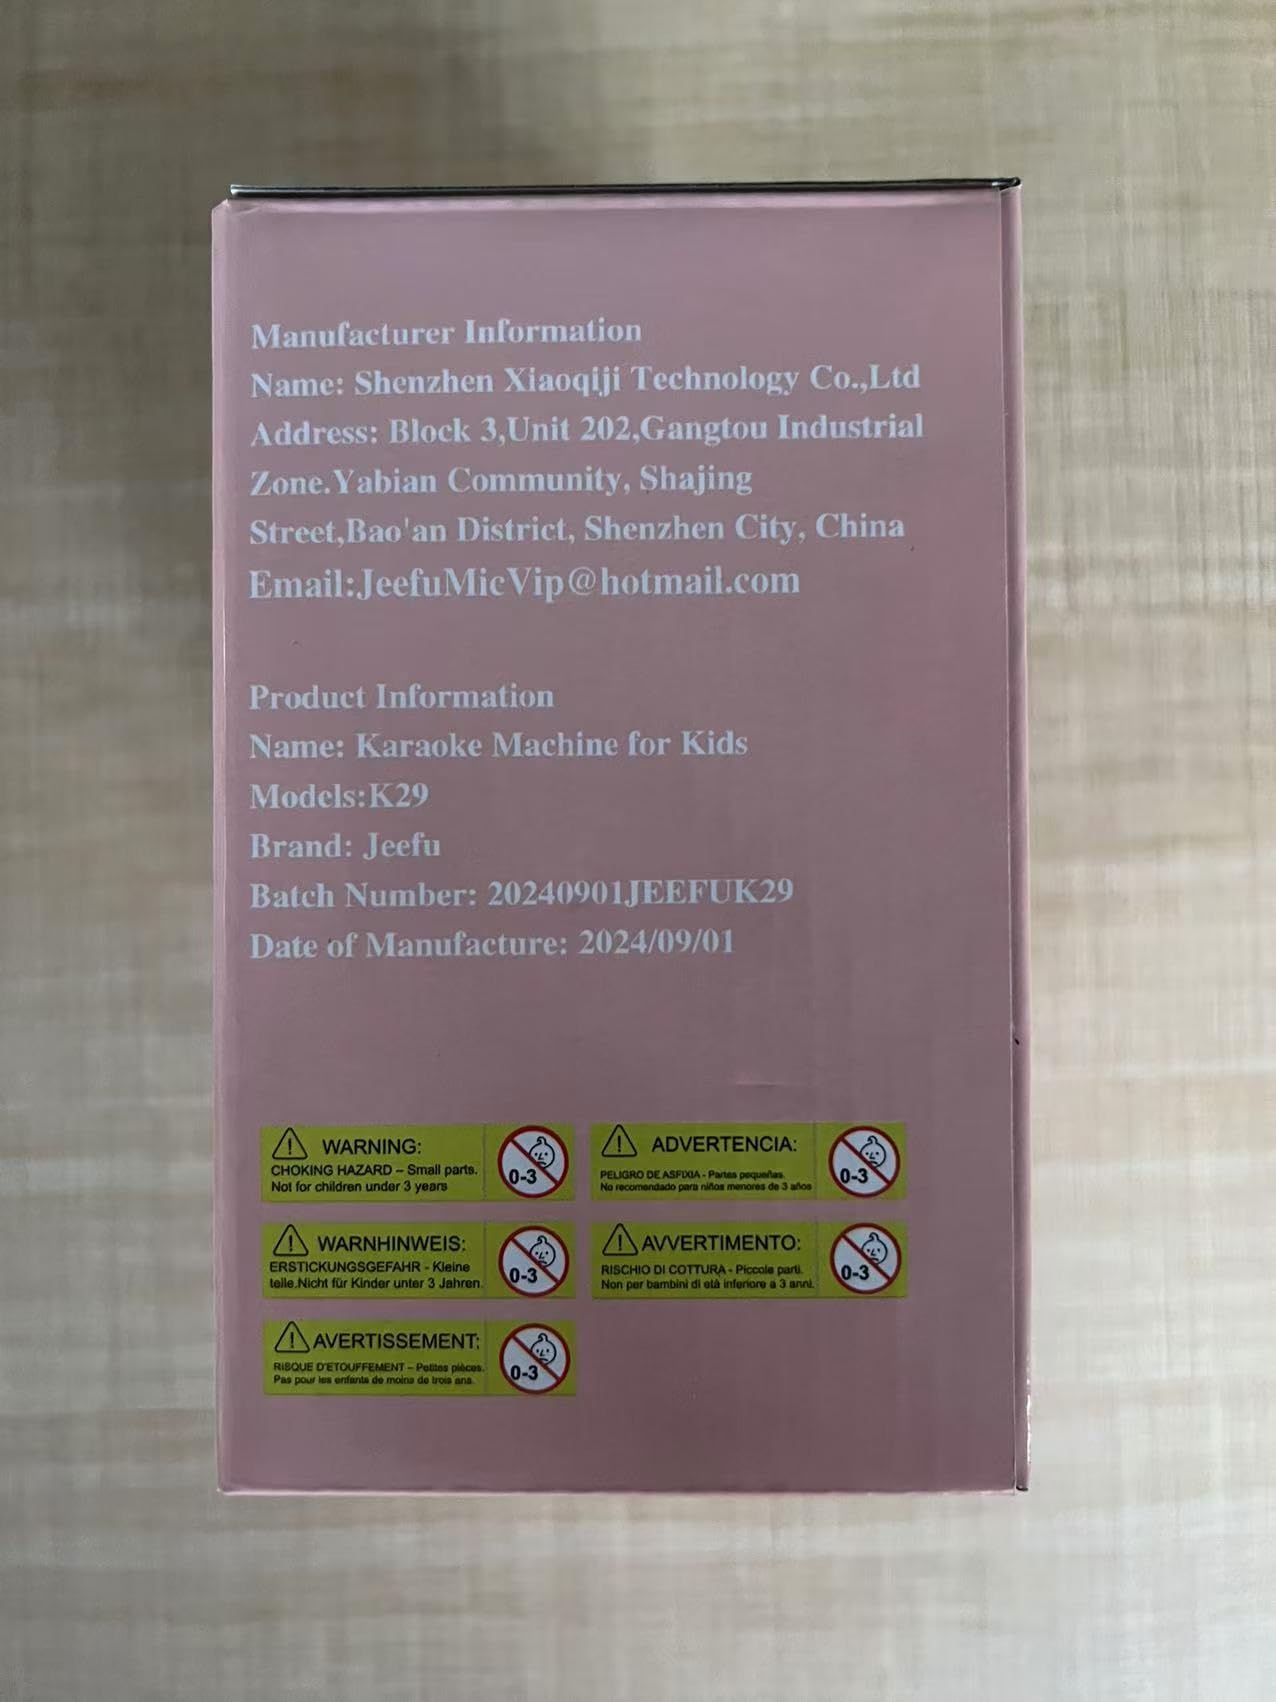 Manufacturer Information
Name: Shenzhen Xiaoqiji Technology Co.,Ltd
Address: Block 3,Unit 202,Gangtou Industrial
Zone.Yabian Community, Shajing
Street,Bao'an District, Shenzhen City, China
Email:JeefuMicVip@hotmail.com
Product Information
Name: Karaoke Machine for Kids
Models:K29
Brand: Jeefu
Batch Number: 20240901JEEFUK29
Date of Manufacture: 2024/09/01
WARNING:
CHOKING HAZARD – Small parts.
Not for children under 3 years
0-3
ADVERTENCIA:
PELIGRO DE ASFIXIA - Partes pequeñas.
No recomendado para niños menores de 3 años
0-3
WARNHINWEIS:
ERSTICKUNGSGEFAHR - Kleine
teile.Nicht für Kinder unter 3 Jahren.
0-3
AVVERTIMENTO:
RISCHIO DI COTTURA - Piccole parti.
Non per bambini di età inferiore a 3 anni.
0-3
AVERTISSEMENT:
RISQUE D'ETOUFFEMENT – Petites pièces.
Pas pour les enfants de moins de trois ans.
0-3